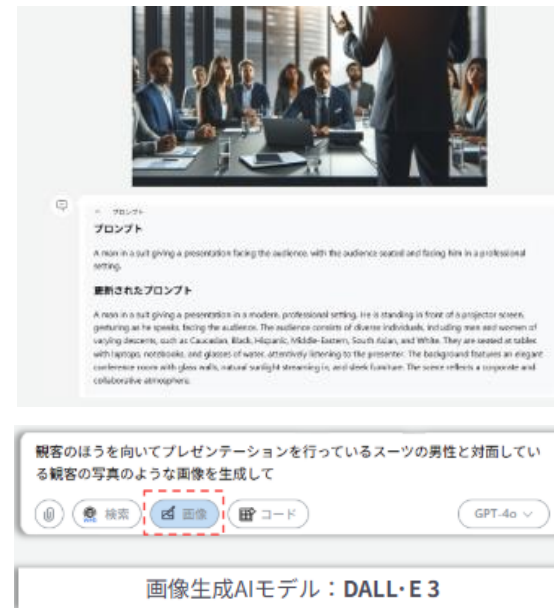 プロンプト
プロンプト
A man in a suit giving a presentation facing the audience, with the audience seated and facing him in a professional
setting.
更新されたプロンプト
A man in a suit giving a presentation in a modern, professional setting. He is standing in front of a projector screen,
gesturing as he speaks, facing the audience. The audience consists of diverse individuals, including men and women of
varying descents, such as Caucasian, Black, Hispanic, Middle-Eastern, South Asian, and White. They are seated at tables
with laptops, notebooks, and glasses of water, attentively listening to the presenter. The background features an elegant
conference room with glass walls, natural sunlight streaming in, and sleek furniture. The scene reflects a corporate and
collaborative atmosphere.
観客のほうを向いてプレゼンテーションを行っているスーツの男性と対面してい
る観客の写真のような画像を生成して
検索 画像 コード GPT-4o
画像生成AIモデル：DALL·E 3